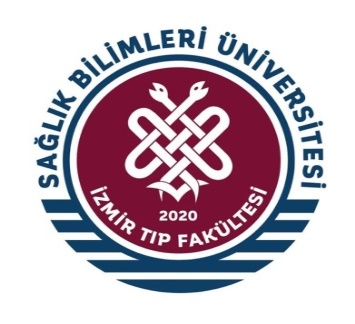 SAĞLIK BİLİMLERİ ÜNİVERSİTESİ
2020
İZMİR TIP FAKÜLTESİ